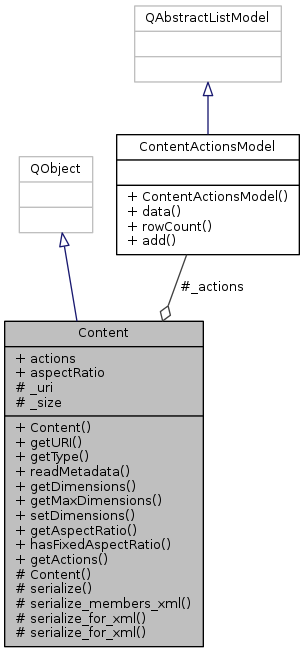 QAbstractListModel
ContentActionsModel
+ ContentActionsModel()
+ data()
+ rowCount()
+ add()
QObject
#_actions
Content
+ actions
+ aspectRatio
# _uri
# _size
+ Content()
+ getURI()
+ getType()
+ readMetadata()
+ getDimensions()
+ getMaxDimensions()
+ setDimensions()
+ getAspectRatio()
+ hasFixedAspectRatio()
+ getActions()
# Content()
# serialize()
# serialize_members_xml()
# serialize_for_xml()
# serialize_for_xml()